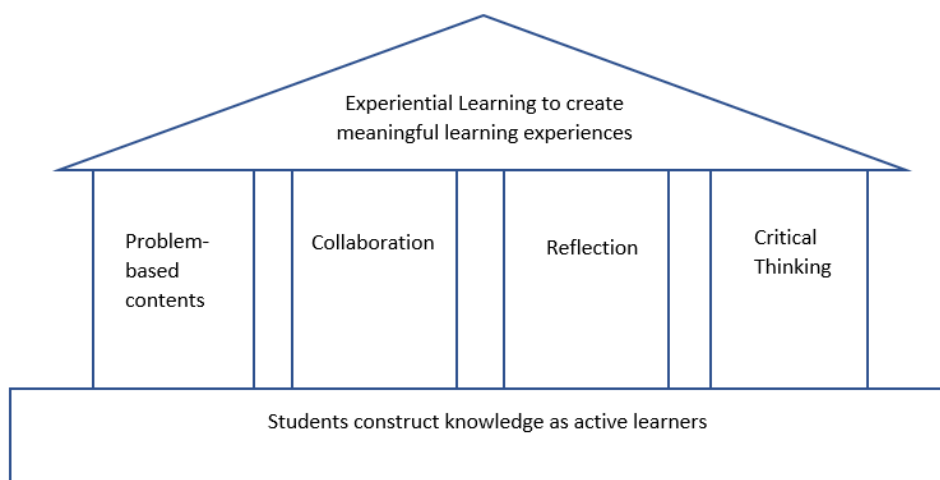 Experiential Learning to create
meaningful learning experiences
Problem-
based
contents
Collaboration
Reflection
Critical
Thinking
Students construct knowledge as active learners